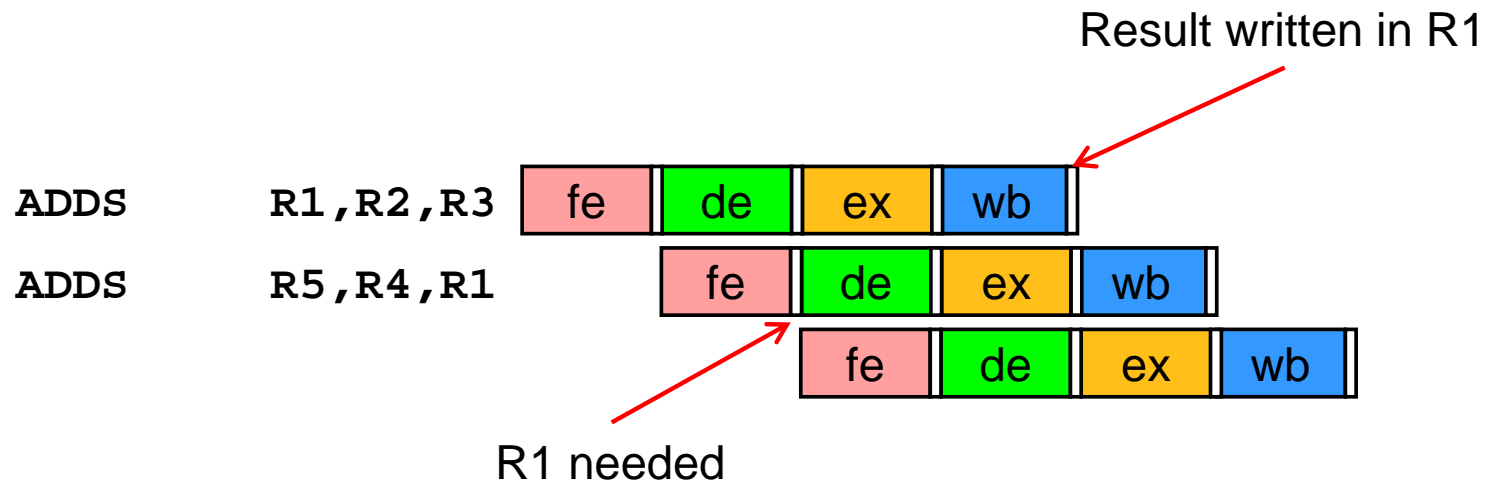 Result written in R1
ADDS R1,R2,R3 fe de ex wb
ADDS R5,R4,R1 fe de ex wb
fe de ex wb
R1 needed